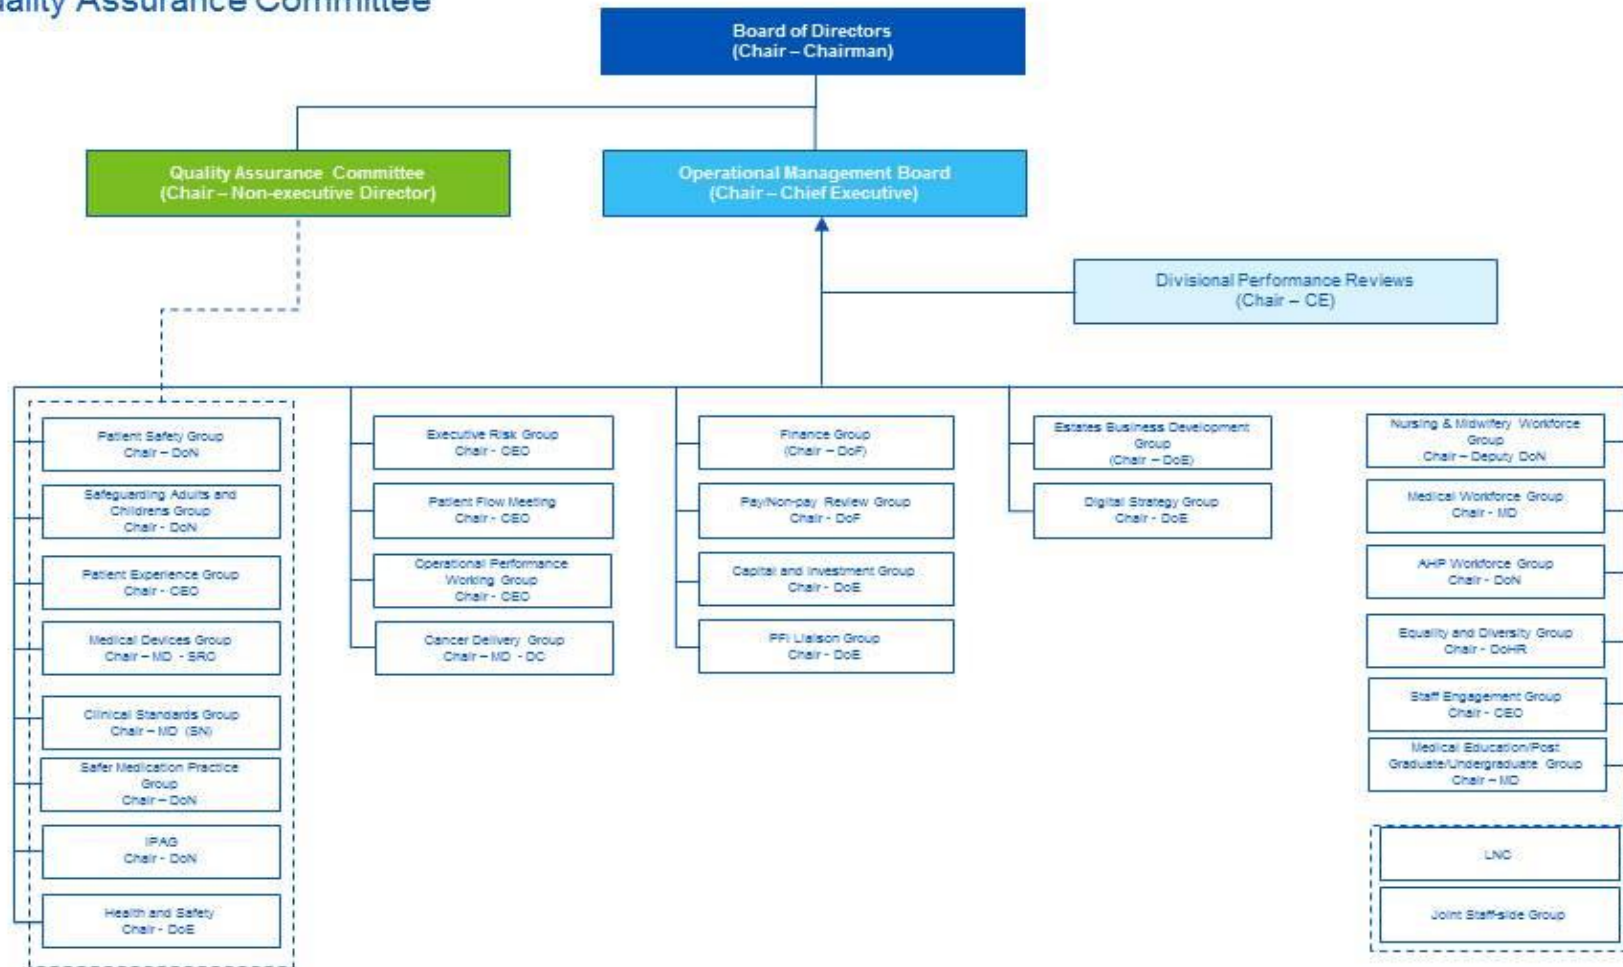 uality Assurance Committee
Board of Directors
(Chair – Chairman)
Quality Assurance Committee
(Chair – Non-executive Director)
Operational Management Board
(Chair – Chief Executive)
Divisional Performance Reviews
(Chair – CE)
Patient Safety Group
Chair – DoN
Safeguarding Adults and
Childrens Group
Chair - DoN
Patient Experience Group
Chair - CEO
Medical Devices Group
Chair – MD - SRO
Clinical Standards Group
Chair – MD (SN)
Safer Medication Practice
Group
Chair – DoN
IPAG
Chair - DoN
Health and Safety
Chair - DoE
Executive Risk Group
Chair - CEO
Patient Flow Meeting
Chair - CEO
Operational Performance
Working Group
Chair - CEO
Cancer Delivery Group
Chair – MD - DC
Finance Group
(Chair – DoF)
Pay/Non-pay Review Group
Chair - DoF
Capital and Investment Group
Chair - DoE
PFI Liaison Group
Chair - DoE
Estates Business Development
Group
(Chair – DoE)
Digital Strategy Group
Chair - DoE
Nursing & Midwifery Workforce
Group
Chair – Deputy DoN
Medical Workforce Group
Chair - MD
AHP Workforce Group
Chair - DoN
Equality and Diversity Group
Chair - DoHR
Staff Engagement Group
Chair - CEO
Medical Education/Post
Graduate/Undergraduate Group
Chair – MD
LNC
Joint Staff-side Group